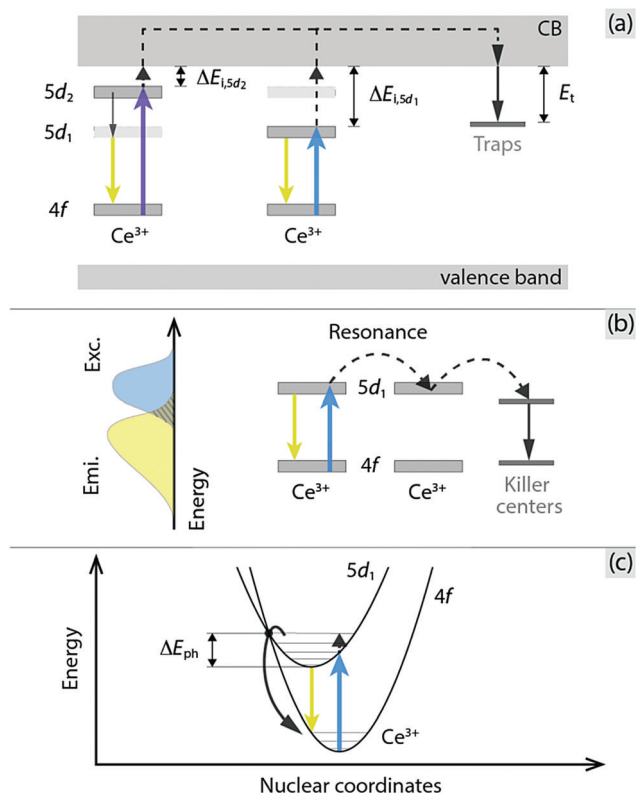 (a)
CB
ΔEi,5d2
ΔEi,5d1
Et
5d2
5d1
Traps
4f
Ce3+
Ce3+
valence band
(b)
Resonance
Exc.
Emi.
Energy
5d1
4f
Ce3+
Ce3+
Killer
centers
(c)
5d1
4f
ΔEph
Energy
Ce3+
Nuclear coordinates